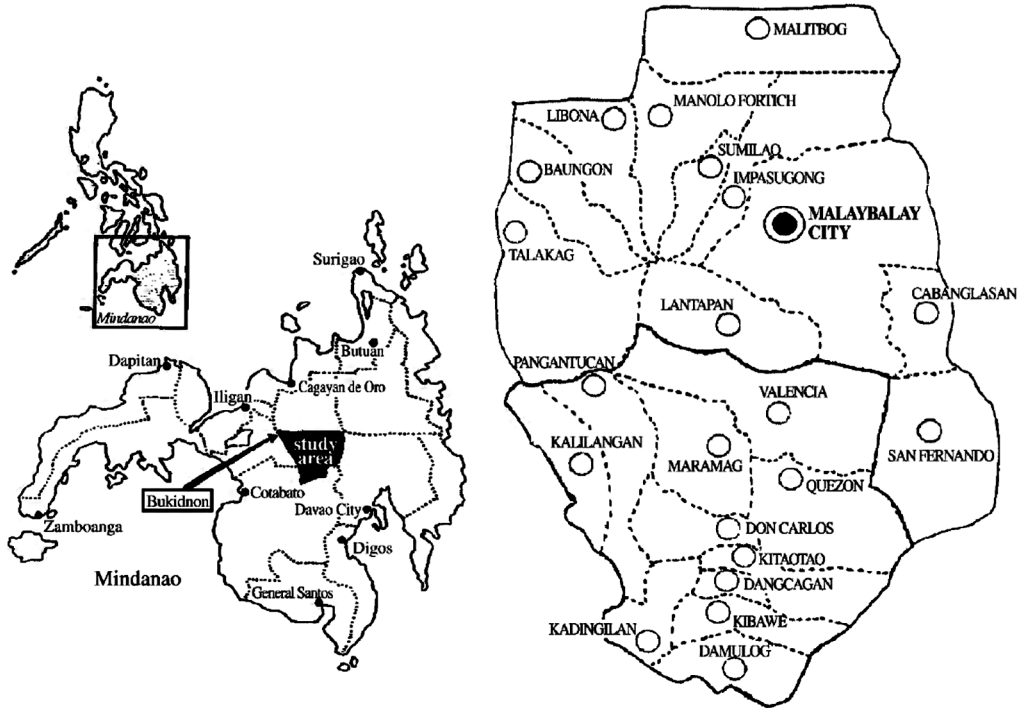 Mindanao
Surigao
Butuan
Dapitan
Cagayan de Oro
Iligan
study
area
Bukidnon
Cotabato
Davao City
Zamboanga
Digos
Mindanao
General Santos
MALITBOG
MANOLO FORTICH
LIBONA
SUMILAO
BAUNGON
IMPASUGONG
MALAYBALAY
CITY
TALAKAG
CABANGLASAN
LANTAPAN
PANGANTUCAN
VALENCIA
KALILANGAN
MARAMAG
SAN FERNANDO
QUEZON
DON CARLOS
KITAOTAO
DANGCAGAN
KIBAWE
KADINGILAN
DAMULOG